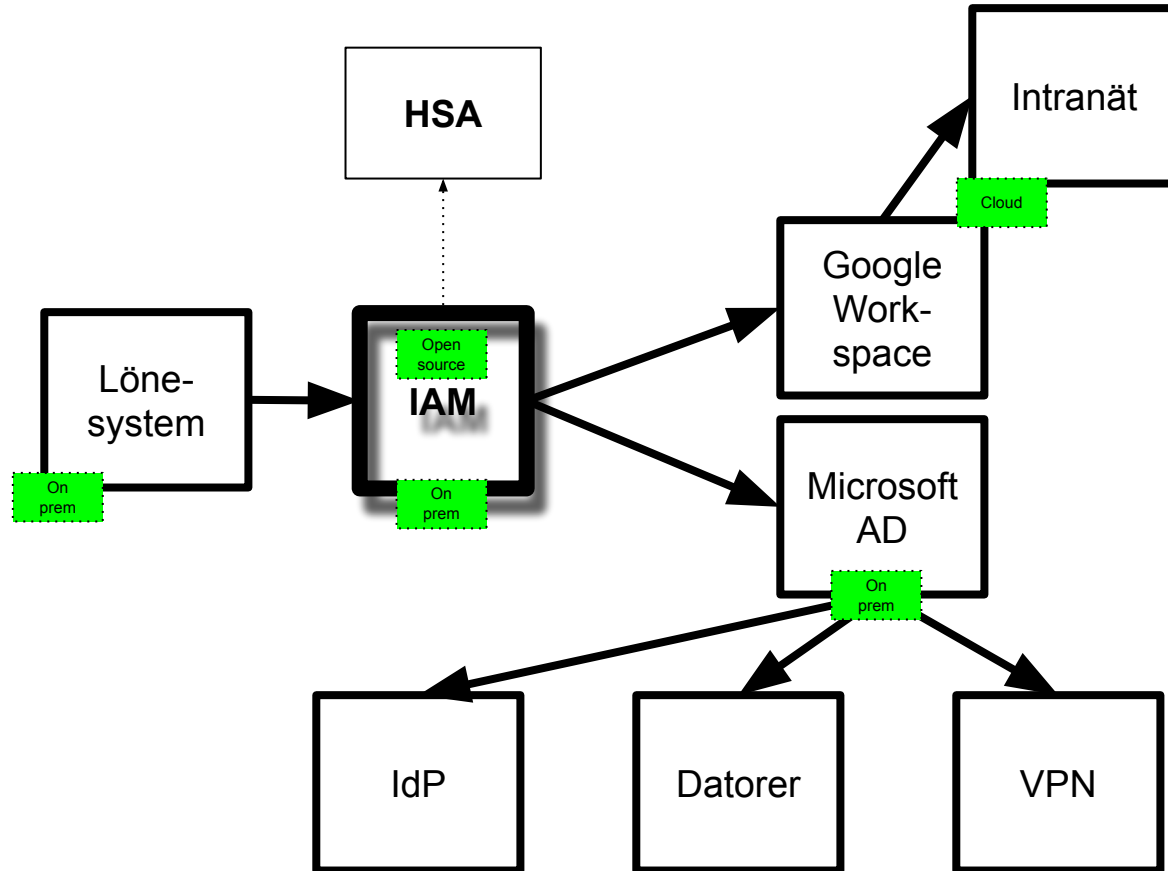 HSA
Intranät
Cloud
Google
Work-
space
Löne-
system
On
prem
Open
source
IAM
On
prem
Microsoft
AD
On
prem
IdP
Datorer
VPN